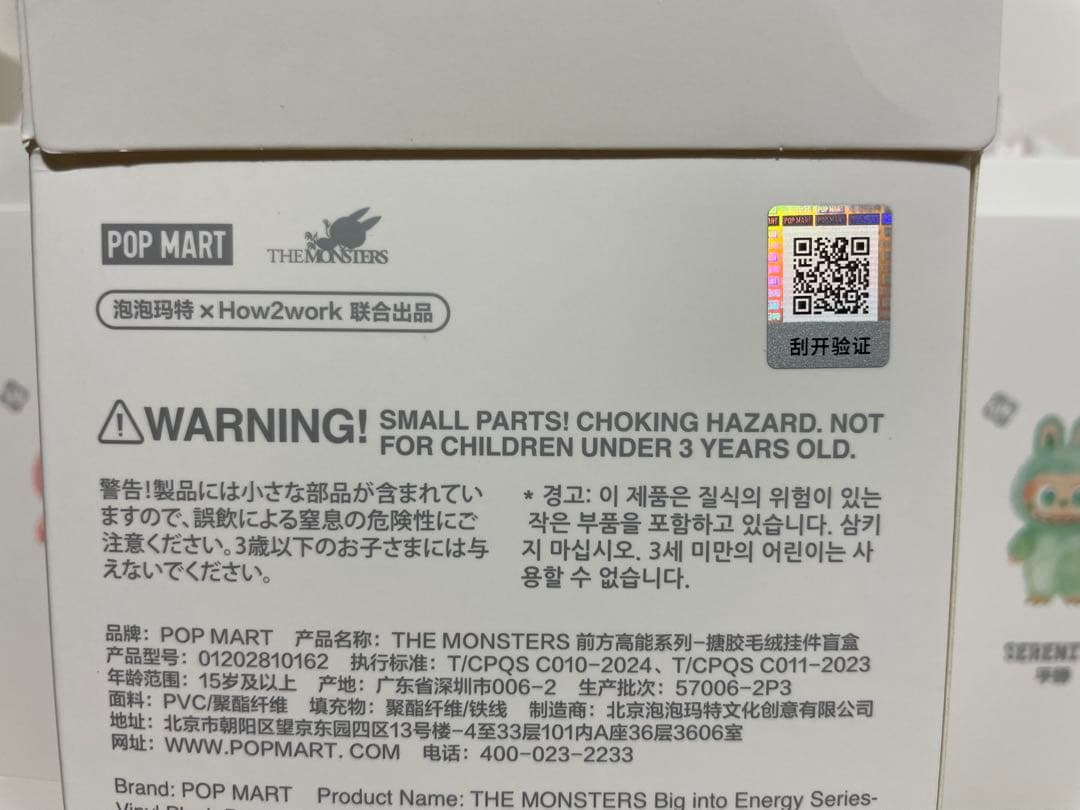 POP MART
THE MONSTERS
泡泡玛特 × How2work 联合出品
POP MART
刮开验证
WARNING! SMALL PARTS! CHOKING HAZARD. NOT
FOR CHILDREN UNDER 3 YEARS OLD.
警告!製品には小さな部品が含まれてい
ますので、誤飲による窒息の危険性にご
注意ください。3歳以下のお子さまには与
えないでください。
* 경고: 이 제품은 질식의 위험이 있는
작은 부품을 포함하고 있습니다. 삼키
지 마십시오. 3세 미만의 어린이는 사
용할 수 없습니다.
品牌: POP MART 产品名称: THE MONSTERS 前方高能系列-搪胶毛绒挂件盲盒
产品型号: 01202810162 执行标准: T/CPQS C010-2024、T/CPQS C011-2023
年龄范围: 15岁及以上 产地: 广东省深圳市006-2 生产批次: 57006-2P3
面料: PVC/聚酯纤维 填充物: 聚酯纤维/铁线 制造商: 北京泡泡玛特文化创意有限公司
地址: 北京市朝阳区望京东园四区13号楼-4至33层101内A座36层3606室
网址: WWW.POPMART.COM 电话: 400-023-2233
Brand: POP MART Product Name: THE MONSTERS Big into Energy Series-